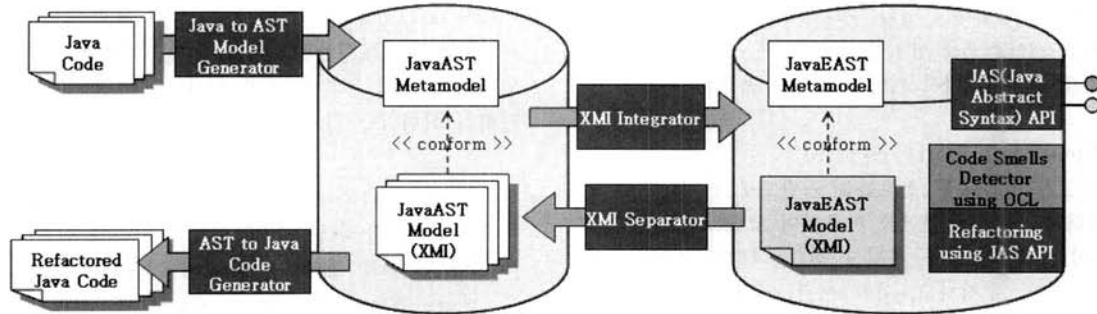 Java
Code
Java to AST
Model
Generator
JavaAST
Metamodel
<< conform >>
JavaAST
Model
(XMI)
XMI Integrator
XMI Separator
JavaEAST
Metamodel
<< conform >>
JavaEAST
Model
(XMI)
JAS(Java
Abstract
Syntax) API
Code Smells
Detector
using OCL
Refactoring
using JAS API
Refactored
Java Code
AST to Java
Code
Generator